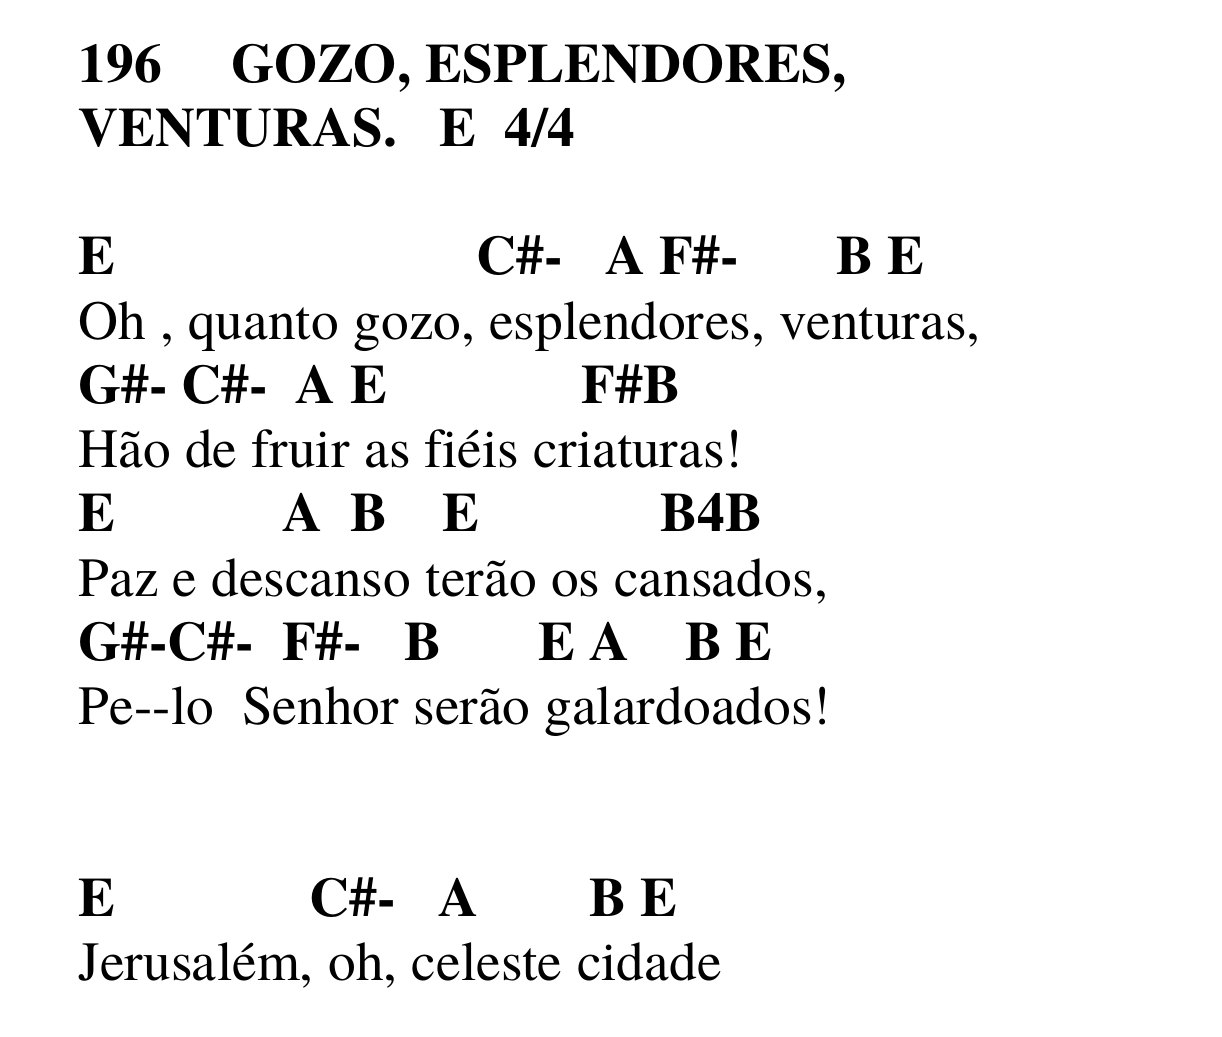 196 GOZO, ESPLENDORES,
VENTURAS. E 4/4
E C#- A F#- B E
Oh , quanto gozo, esplendores, venturas,
G#- C#- A E F#B
Hão de fruir as fiéis criaturas!
E A B E B4B
Paz e descanso terão os cansados,
G#-C#- F#- B E A B E
Pe--lo Senhor serão galardoados!
E C#- A B E
Jerusalém, oh, celeste cidade